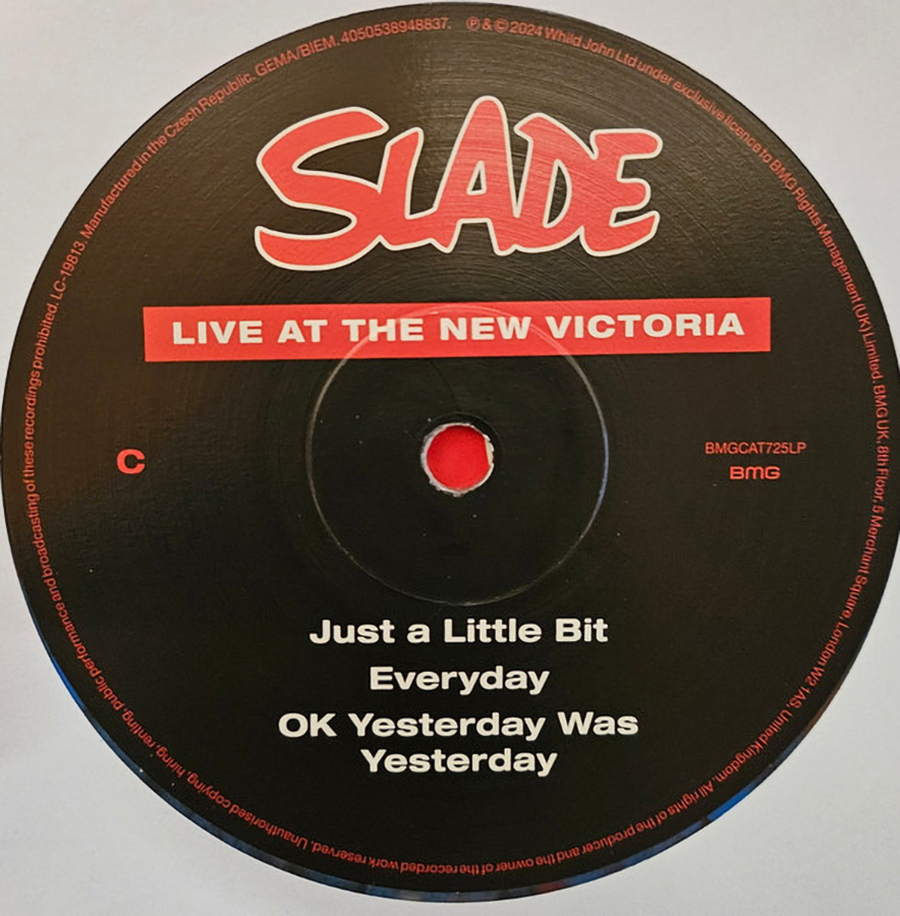 SLADE
LIVE AT THE NEW VICTORIA
C
BMGCAT725LP
BMG
Just a Little Bit
Everyday
OK Yesterday Was
Yesterday
℗ & © 2024 Whild John Ltd under exclusive licence to BMG Rights Management (UK) Limited. BMG UK, 8th Floor, 5 Merchant Square, London W2 1AS, United Kingdom. All rights of the producer and the owner of the recorded work reserved. Unauthorised copying, hiring, renting, public performance and broadcasting of these recordings prohibited. LC-19813. Manufactured in the Czech Republic. GEMA/BIEM. 4050538948837.